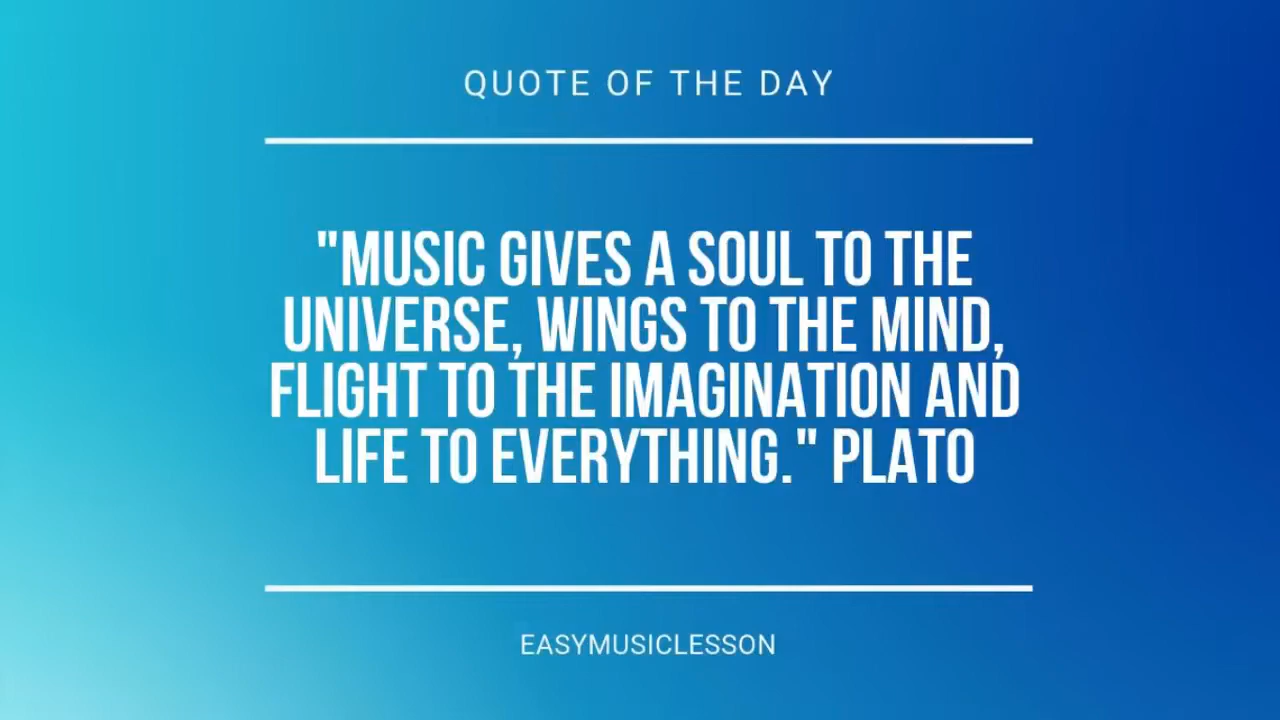 QUOTE OF THE DAY
"MUSIC GIVES A SOUL TO THE
UNIVERSE, WINGS TO THE MIND,
FLIGHT TO THE IMAGINATION AND
LIFE TO EVERYTHING." PLATO
EASYMUSICLESSON